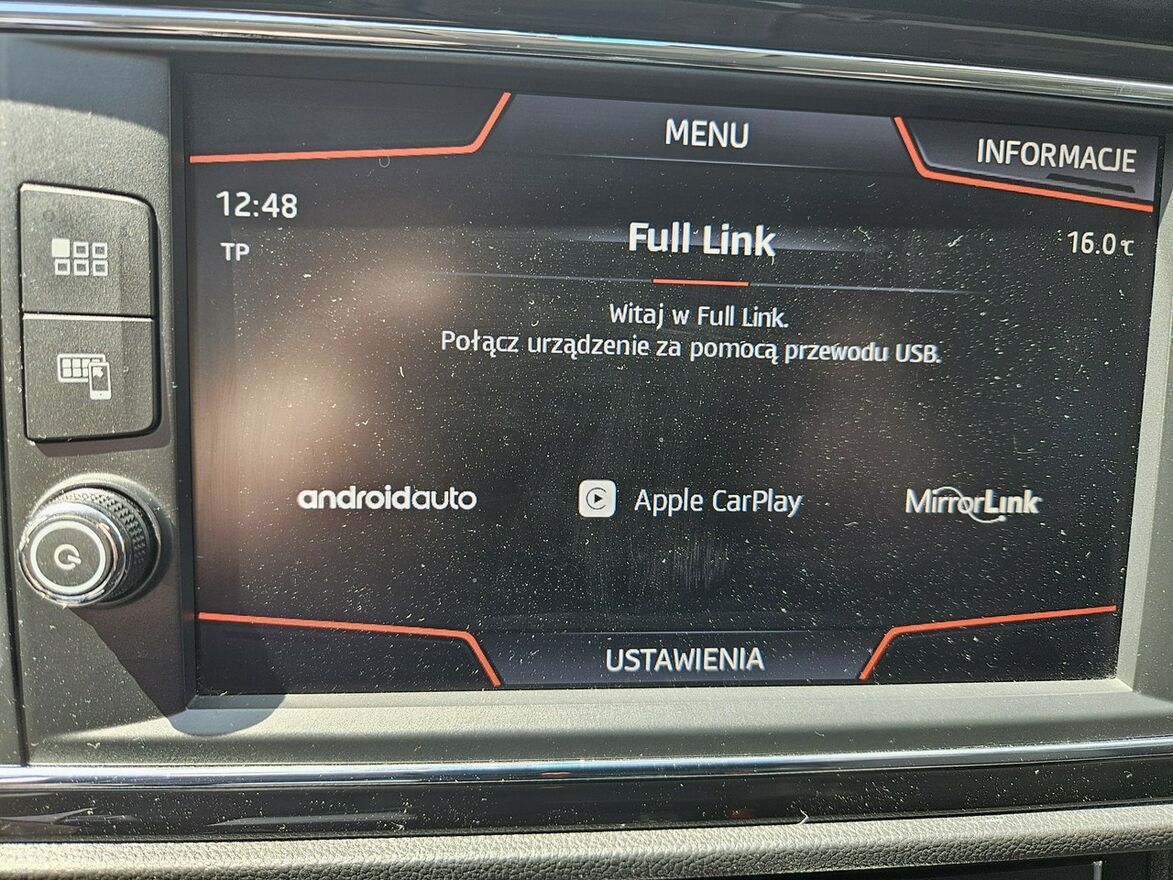 MENU
INFORMACJE
12:48
TP
Full Link
16.0°C
Witaj w Full Link.
Połącz urządzenie za pomocą przewodu USB.
androidauto
Apple CarPlay
MirrorLink
USTAWIENIA